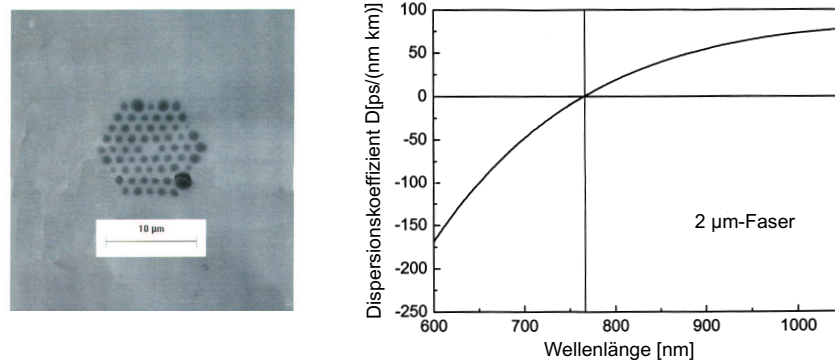 10 µm
Dispersionskoeffizient D[ps/(nm km)]
100
50
0
-50
-100
-150
-200
-250
2 µm-Faser
600 700 800 900 1000
Wellenlänge [nm]